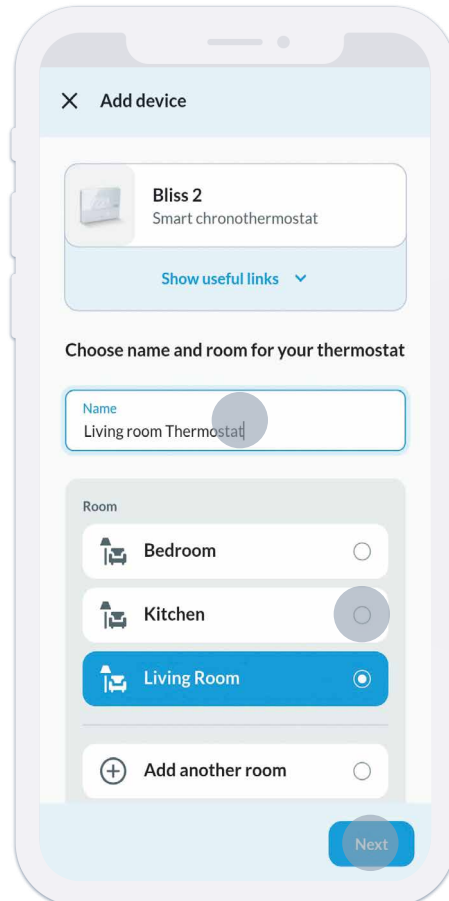 Add device
Bliss 2
Smart chronothermostat
Show useful links
Choose name and room for your thermostat
Name
Living room Thermostat
Room
Bedroom
Kitchen
Living Room
Add another room
Next